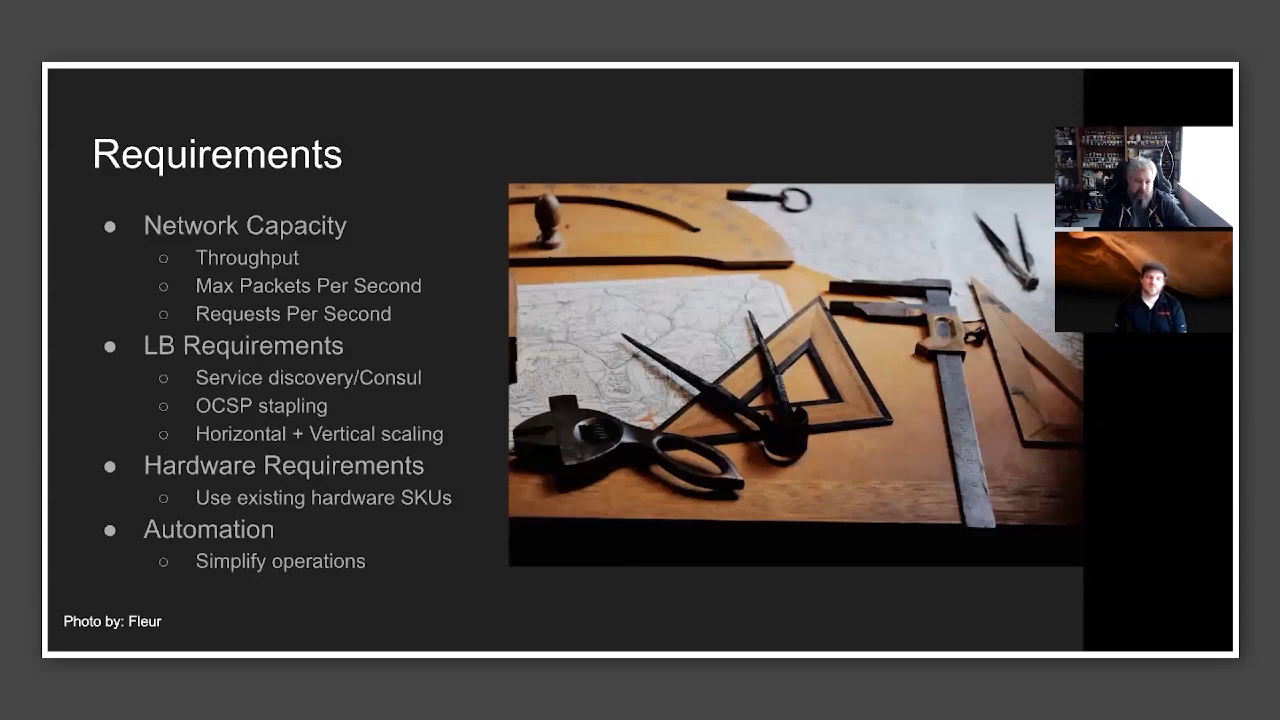 Requirements
● Network Capacity
○ Throughput
○ Max Packets Per Second
○ Requests Per Second
● LB Requirements
○ Service discovery/Consul
○ OCSP stapling
○ Horizontal + Vertical scaling
● Hardware Requirements
○ Use existing hardware SKUs
● Automation
○ Simplify operations
Photo by: Fleur